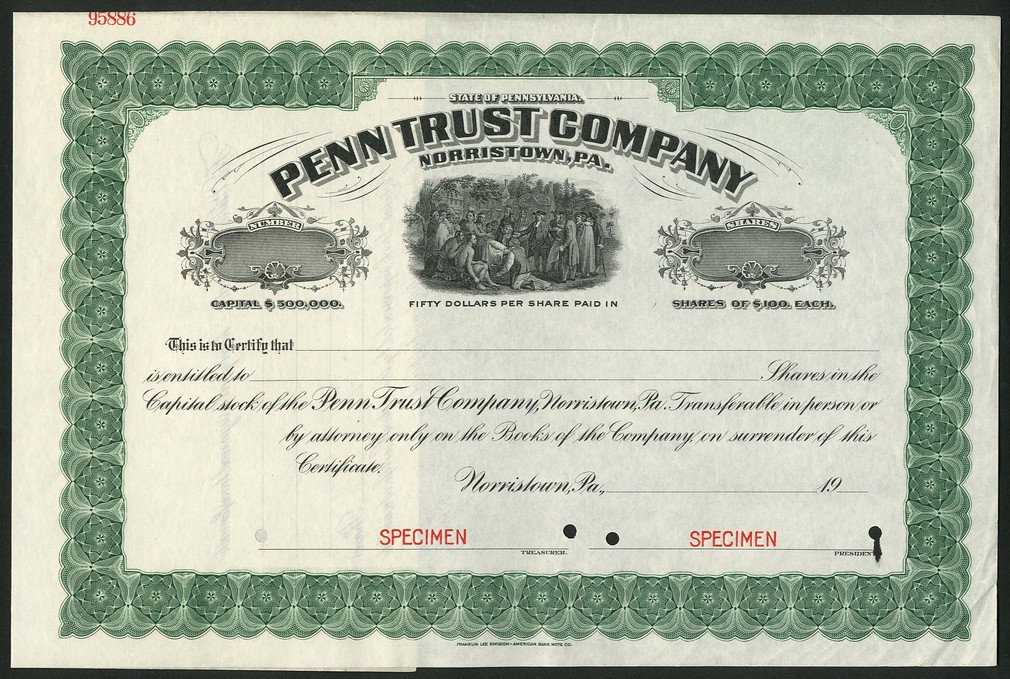 95886
STATE OF PENNSYLVANIA.
PENN TRUST COMPANY
NORRISTOWN, PA.
NUMBER
SHARES
CAPITAL $500,000.
FIFTY DOLLARS PER SHARE PAID IN
SHARES OF $100. EACH.
This is to Certify that
is entitled to Shares in the
Capital stock of the Penn Trust Company, Norristown, Pa. Transferable in person or
by attorney only on the Books of the Company on surrender of this
Certificate.
Norristown, Pa., 19
SPECIMEN SPECIMEN
TREASURER. PRESIDENT
FRANKLIN LEE DIVISION - AMERICAN BANK NOTE CO.